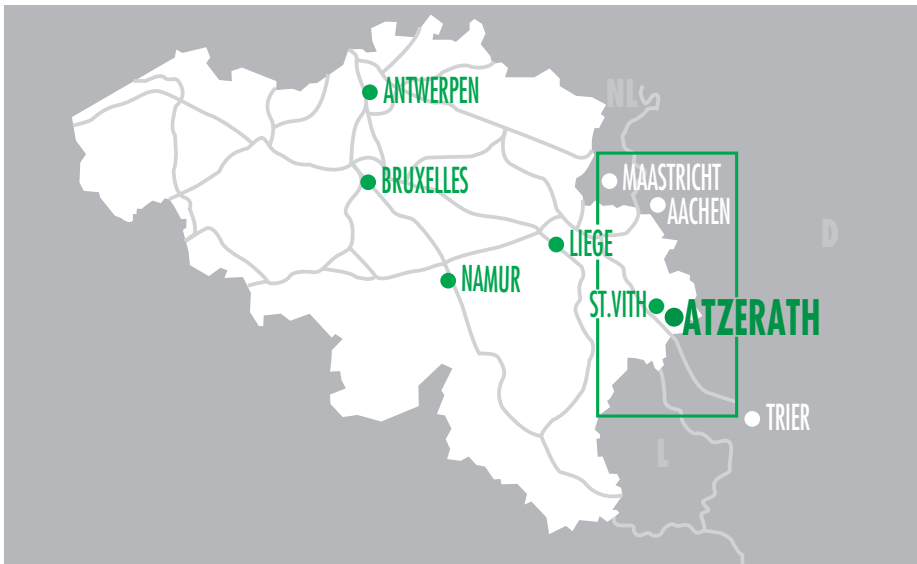 ANTWERPEN
NL
BRUXELLES
MAASTRICHT
AACHEN
D
LIEGE
NAMUR
ST.VITH
ATZERATH
TRIER
L